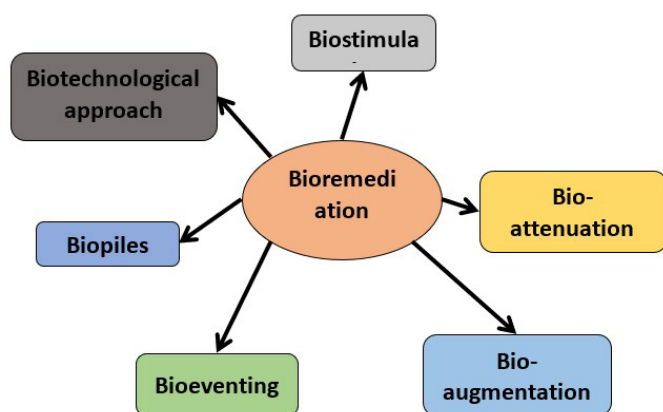 Biostimula
Biotechnological
approach
Bioremedi
ation
Bio-
attenuation
Biopiles
Bioeventing
Bio-
augmentation